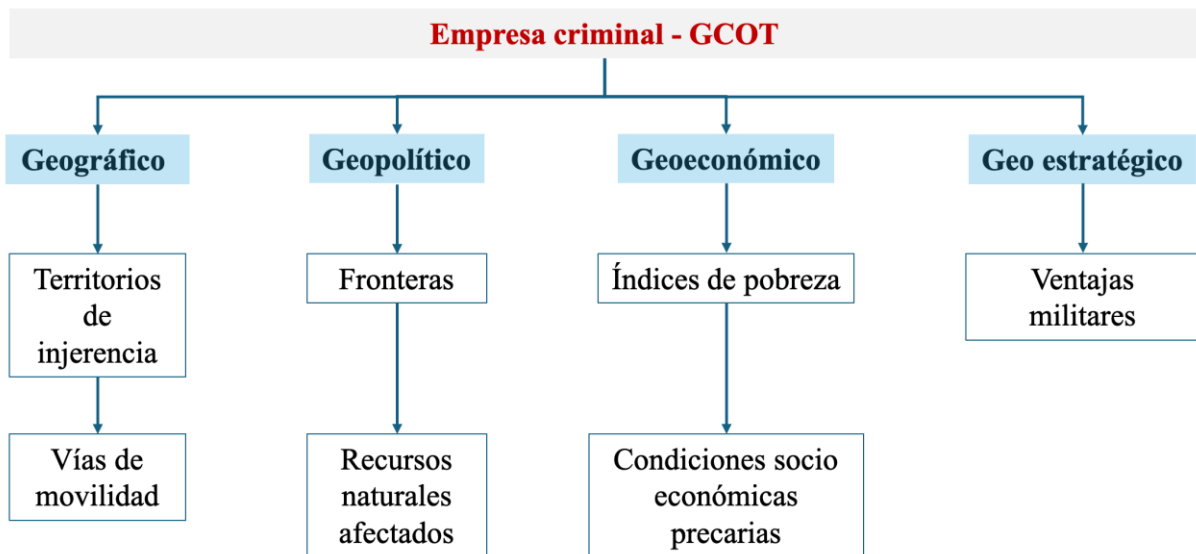 Empresa criminal - GCOT
Geográfico
Geopolítico
Geoeconómico
Geo estratégico
Territorios
de
injerencia
Fronteras
Índices de pobreza
Ventajas
militares
Vías de
movilidad
Recursos
naturales
afectados
Condiciones socio
económicas
precarias